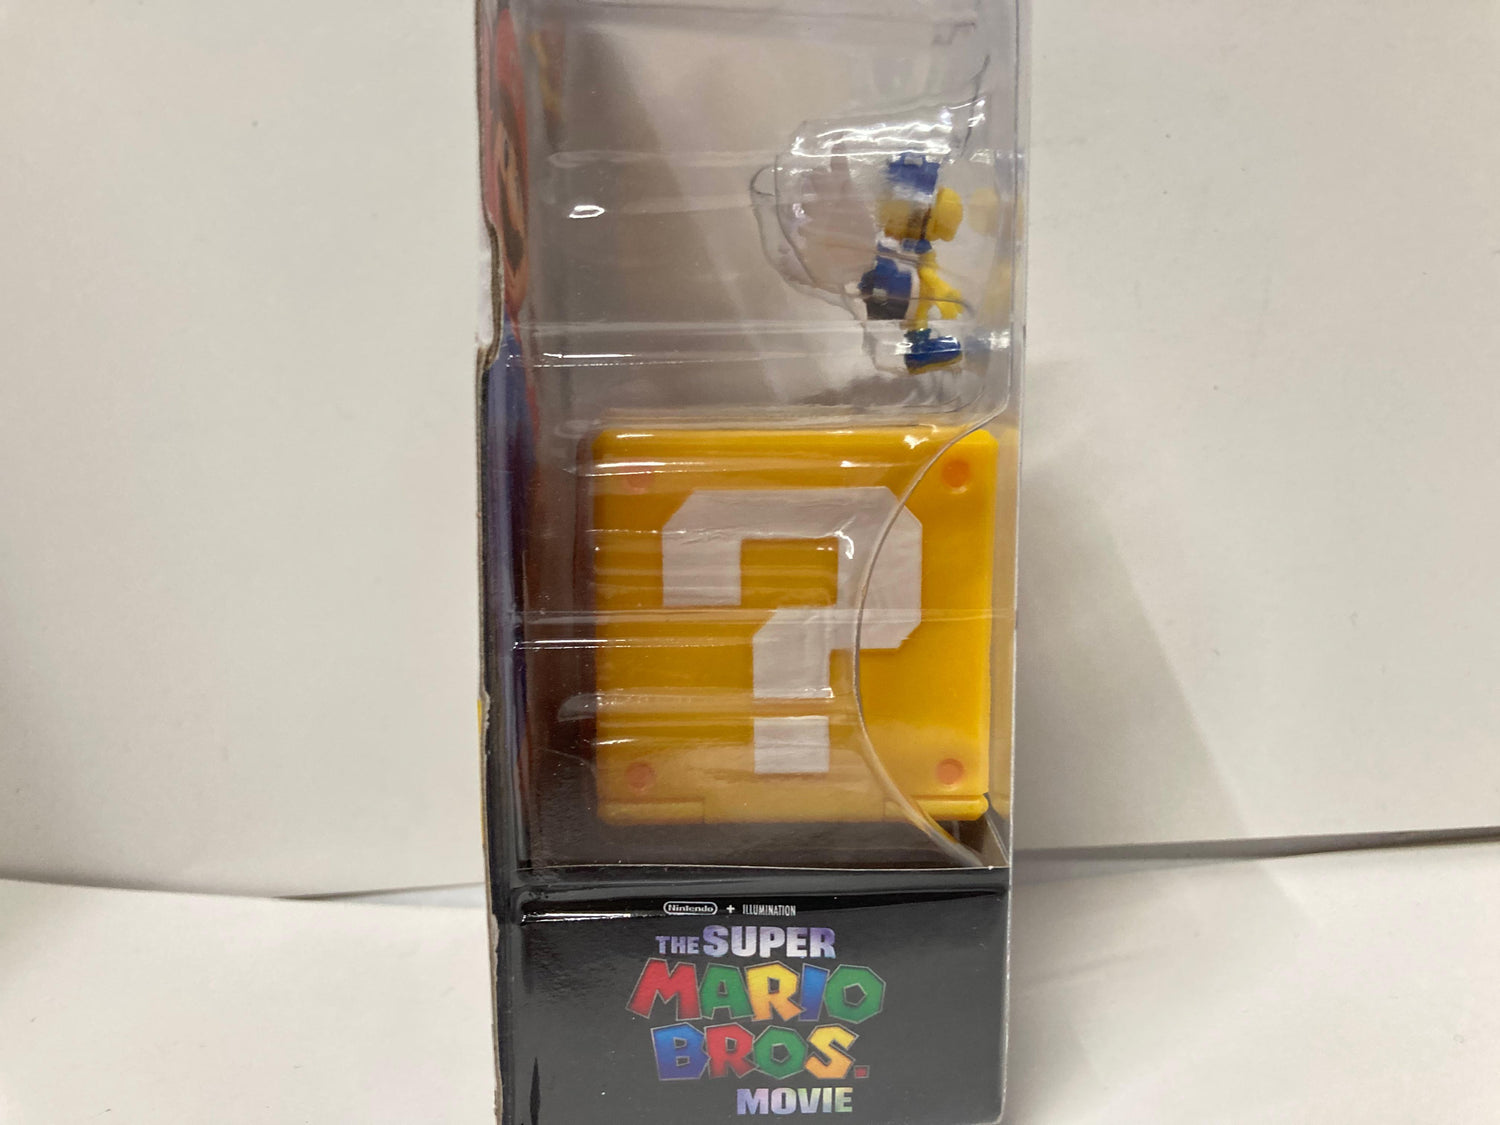 ?
Nintendo + ILLUMINATION
THE SUPER
MARIO
BROS.
MOVIE